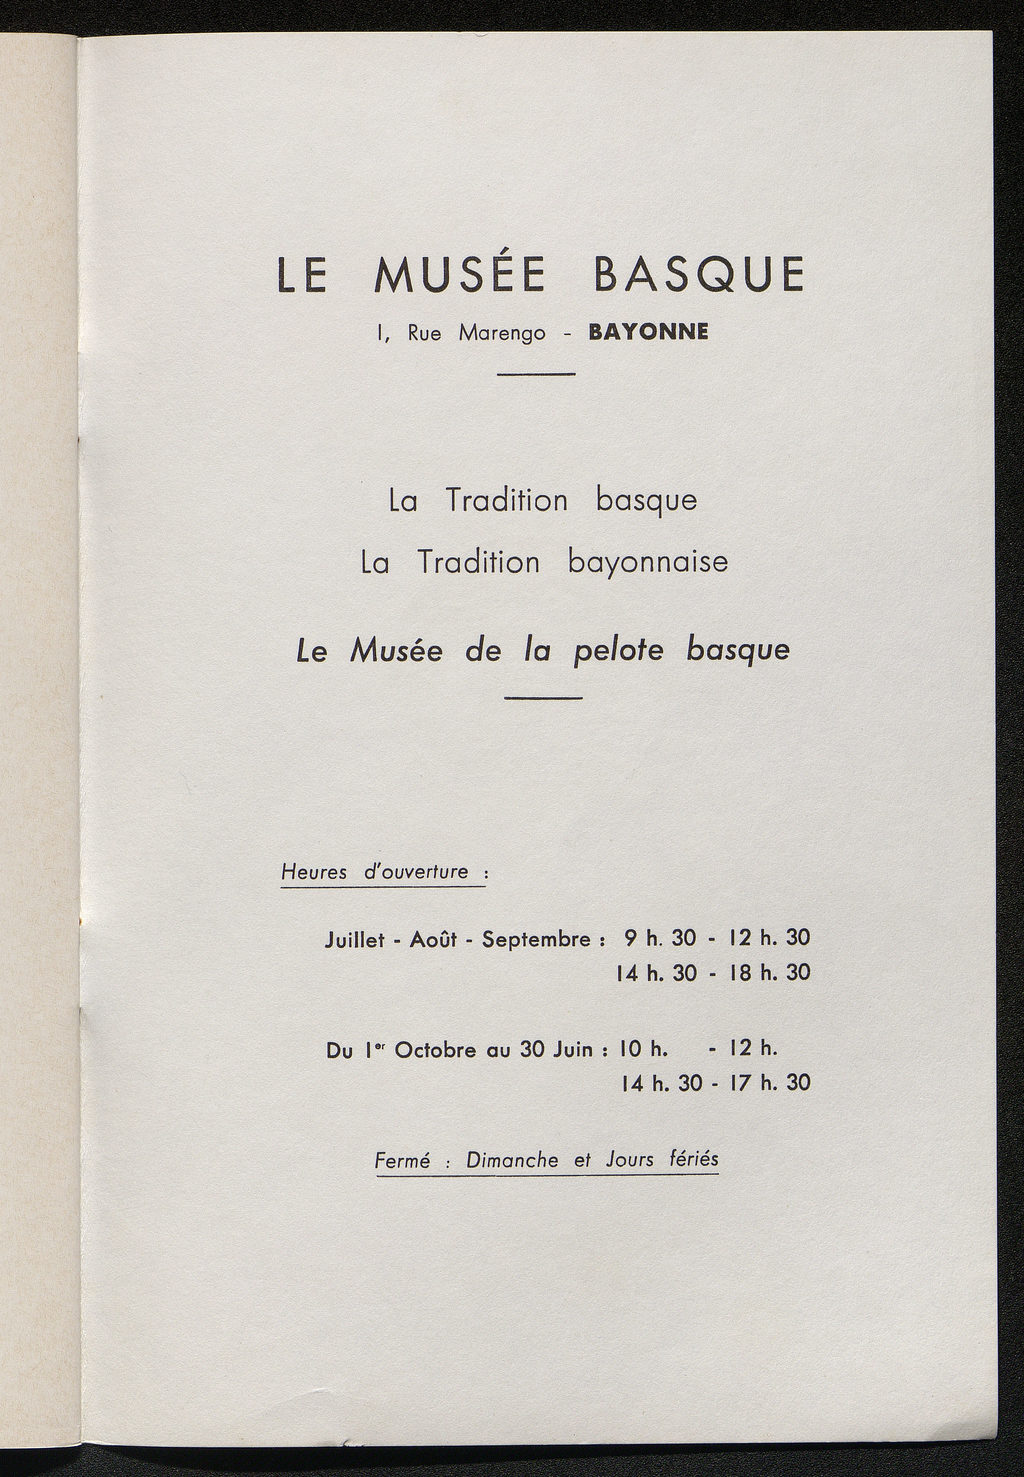 LE MUSÉE BASQUE
1, Rue Marengo - BAYONNE
La Tradition basque
La Tradition bayonnaise
Le Musée de la pelote basque
Heures d'ouverture :
Juillet - Août - Septembre : 9 h. 30 - 12 h. 30
14 h. 30 - 18 h. 30
Du 1er Octobre au 30 Juin : 10 h. - 12 h.
14 h. 30 - 17 h. 30
Fermé : Dimanche et Jours fériés